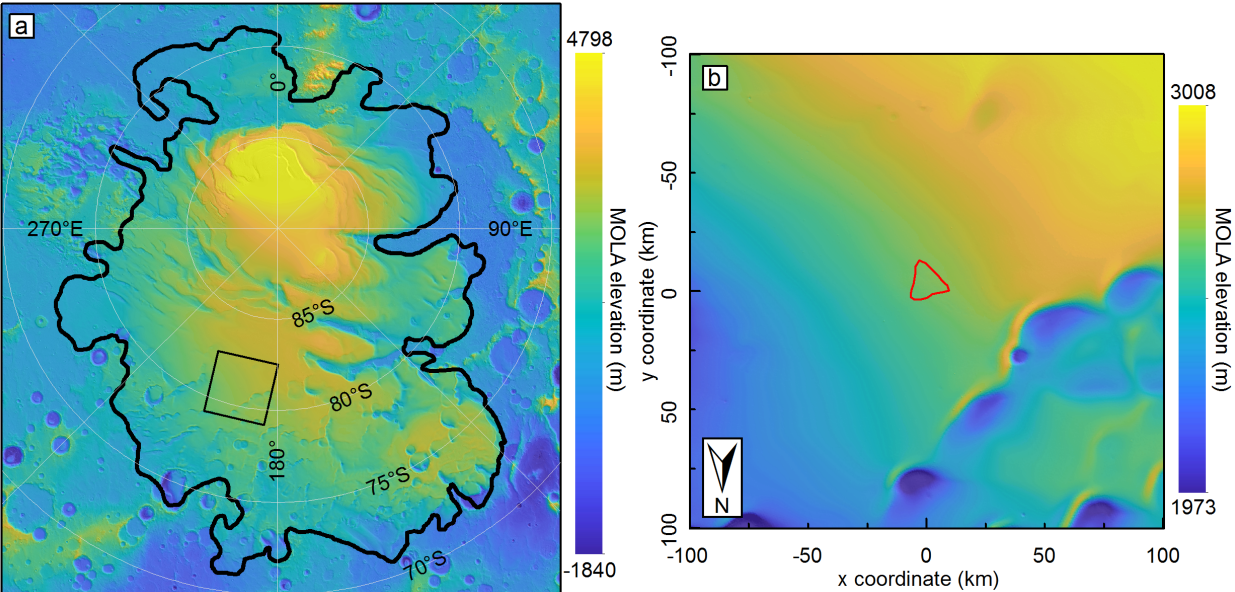 a
4798
0°
270°E
90°E
85°S
80°S
180°
75°S
70°S
MOLA elevation (m)
-1840
b
-100
-50
0
50
100
y coordinate (km)
N
-100
-50
0
50
100
x coordinate (km)
3008
MOLA elevation (m)
1973